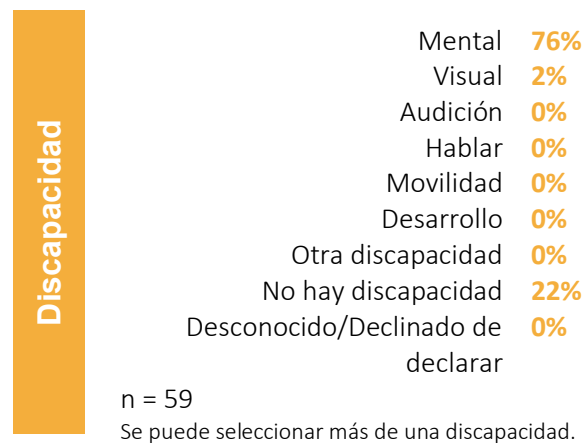 Discapacidad
Mental 76%
Visual 2%
Audición 0%
Hablar 0%
Movilidad 0%
Desarrollo 0%
Otra discapacidad 0%
No hay discapacidad 22%
Desconocido/Declinado de 0%
declarar
n = 59
Se puede seleccionar más de una discapacidad.